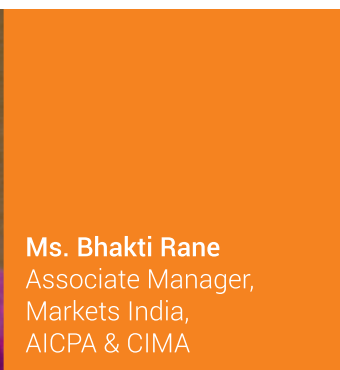 Ms. Bhakti Rane
Associate Manager,
Markets India,
AICPA & CIMA